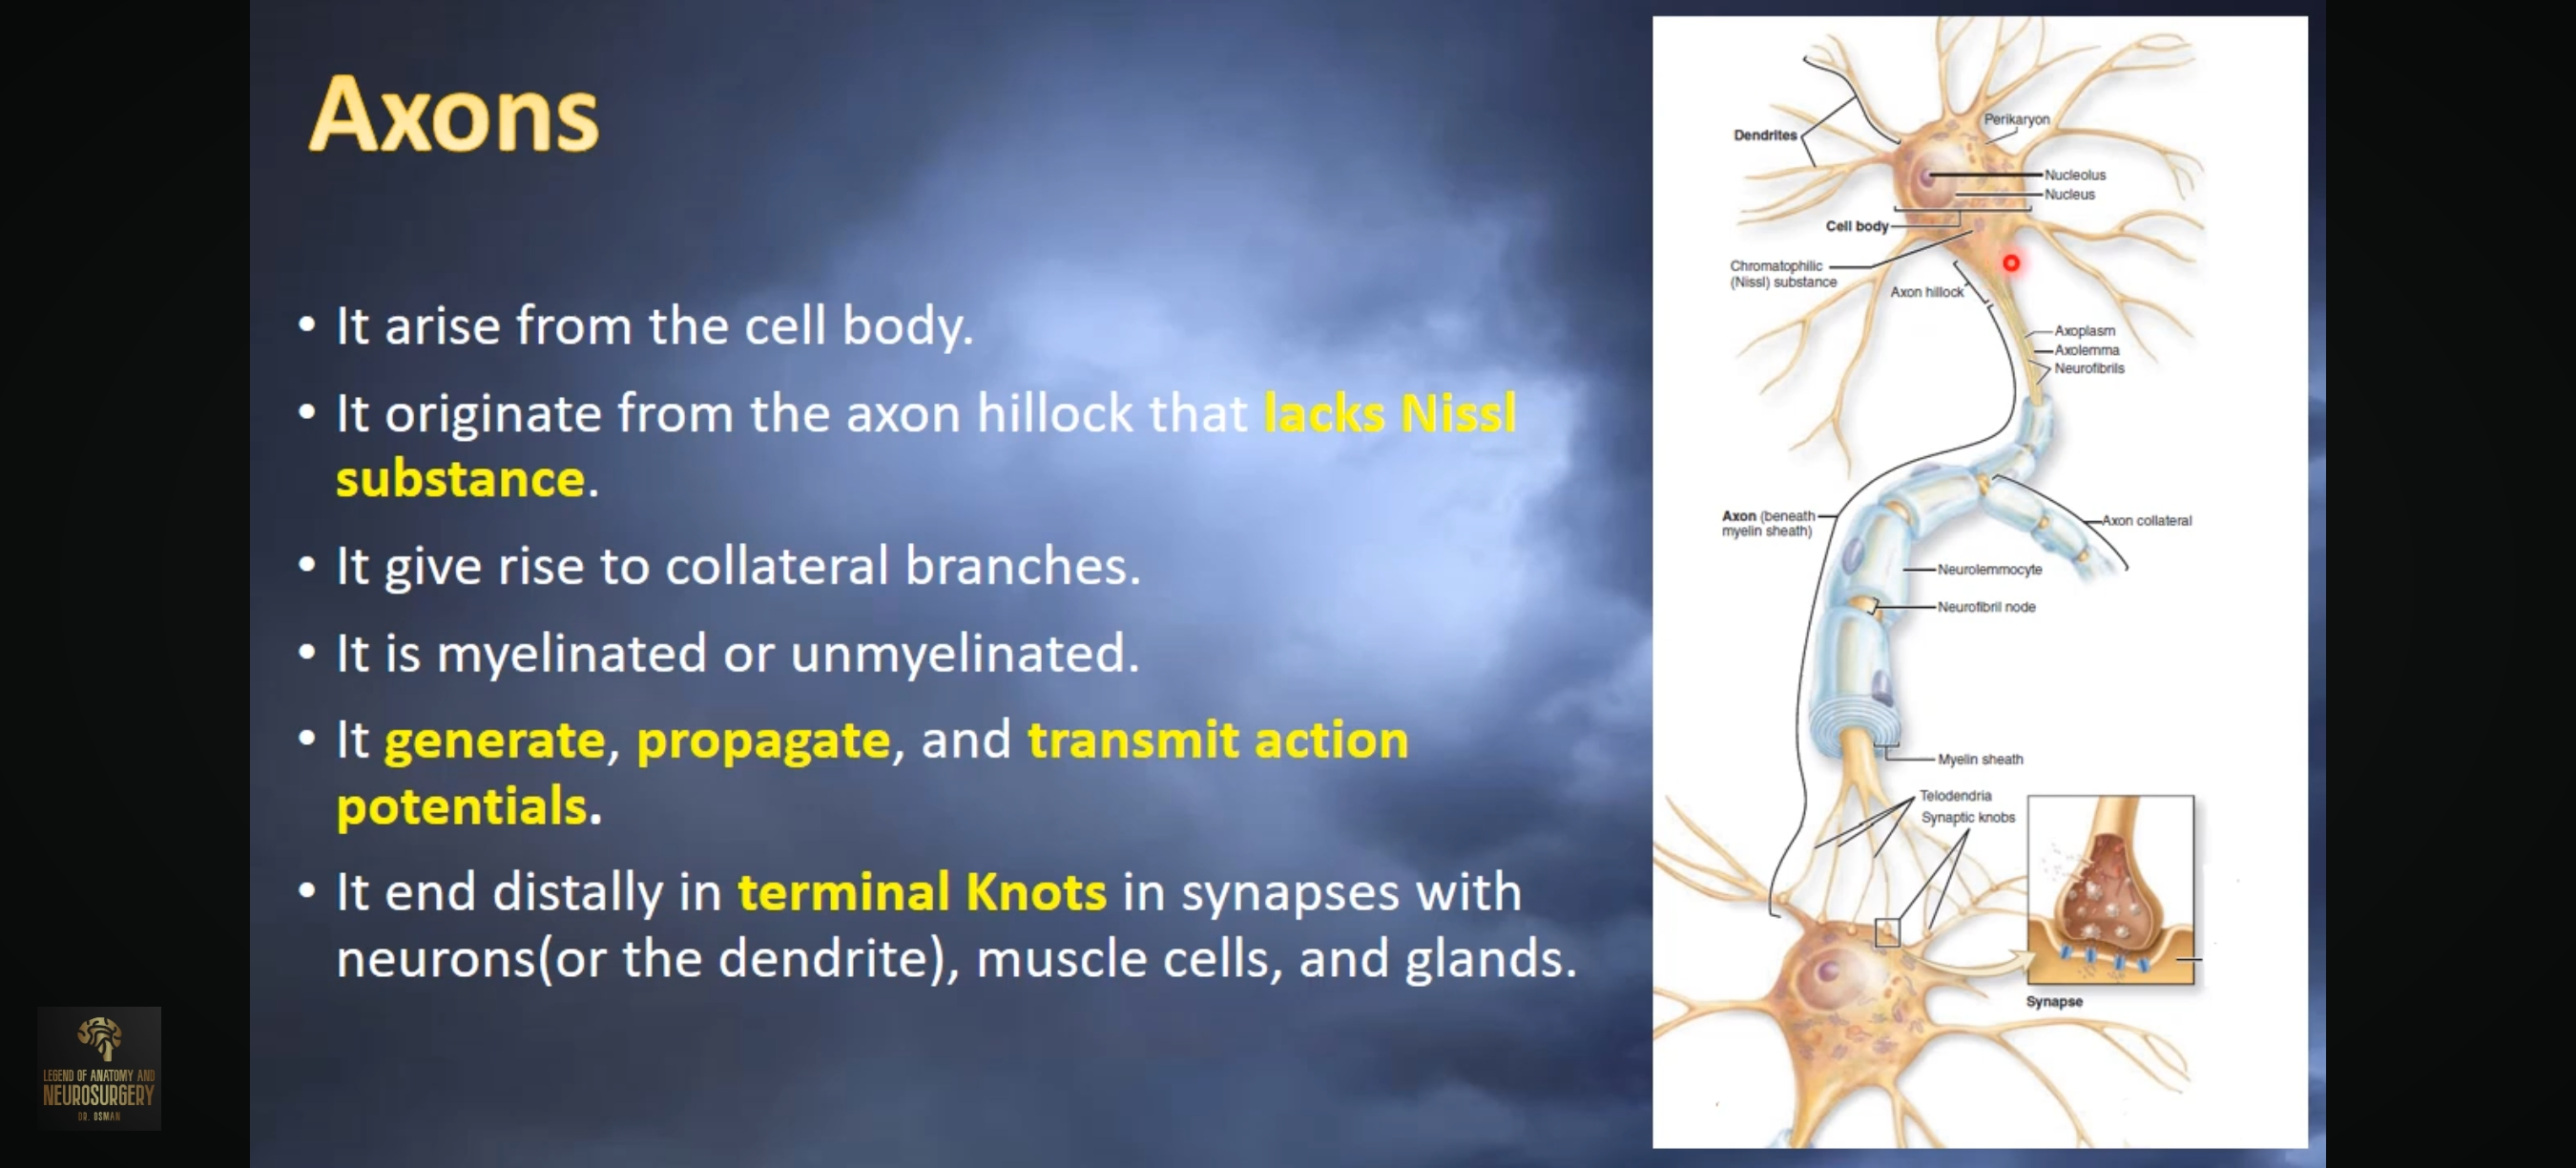 Axons
• It arise from the cell body.
• It originate from the axon hillock that lacks Nissl
substance.
• It give rise to collateral branches.
• It is myelinated or unmyelinated.
• It generate, propagate, and transmit action
potentials.
• It end distally in terminal Knots in synapses with
neurons(or the dendrite), muscle cells, and glands.
Dendrites
Perikaryon
Nucleolus
Nucleus
Cell body
Chromatophilic
(Nissl) substance
Axon hillock
Axoplasm
Axolemma
Neurofibrils
Axon (beneath
myelin sheath)
Axon collateral
Neurolemmocyte
Neurofibril node
Myelin sheath
Telodendria
Synaptic knobs
Synapse
LEGEND OF ANATOMY AND
NEUROSURGERY
DR. OSMAN